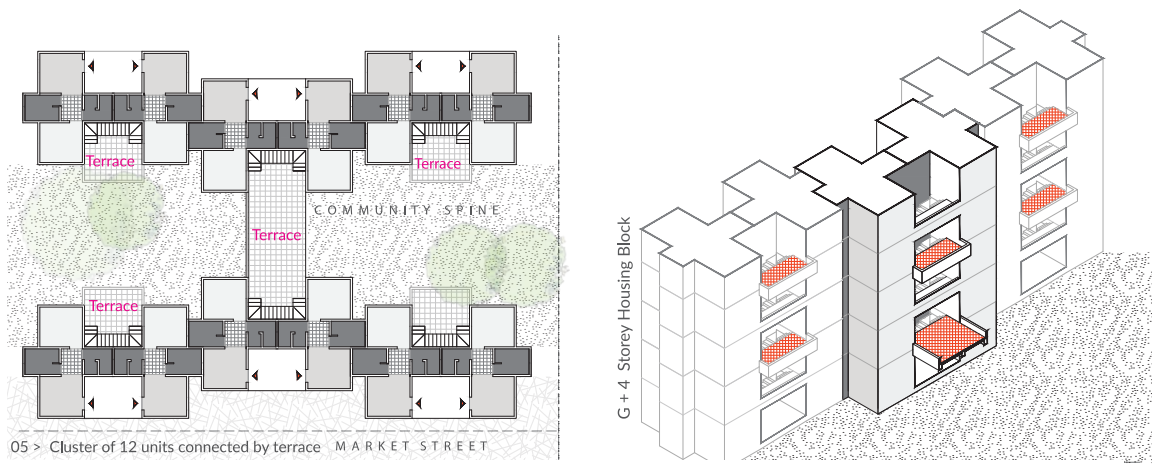 Terrace
Terrace
COMMUNITY SPINE
Terrace
Terrace
05 > Cluster of 12 units connected by terrace MARKET STREET
G + 4 Storey Housing Block